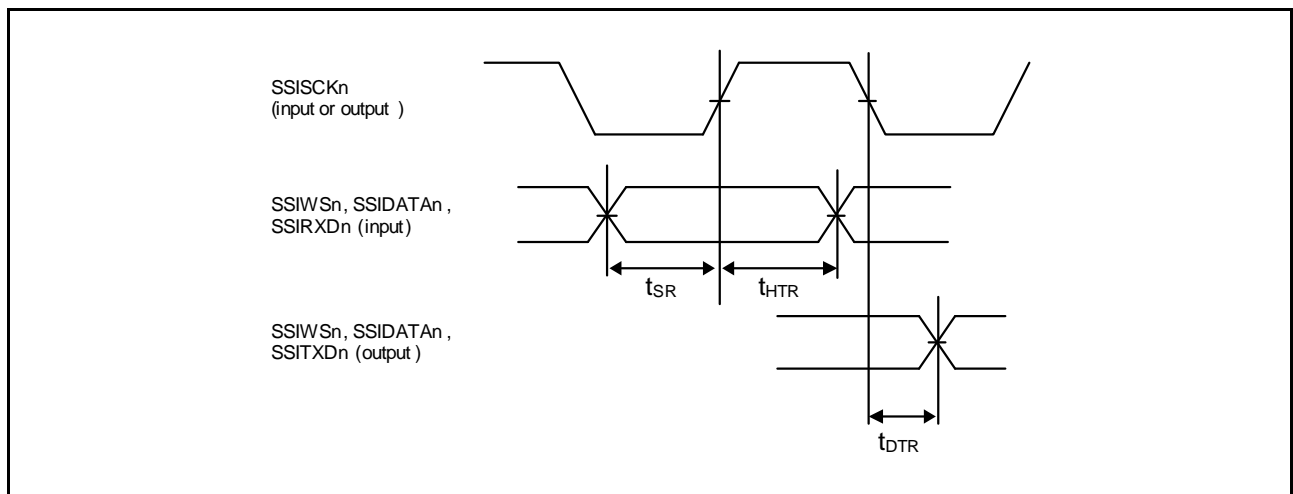 SSISCKn
(input or output )
SSIWSn, SSIDATAn ,
SSIRXDn (input)
tSR
tHTR
SSIWSn, SSIDATAn ,
SSITXDn (output )
tDTR